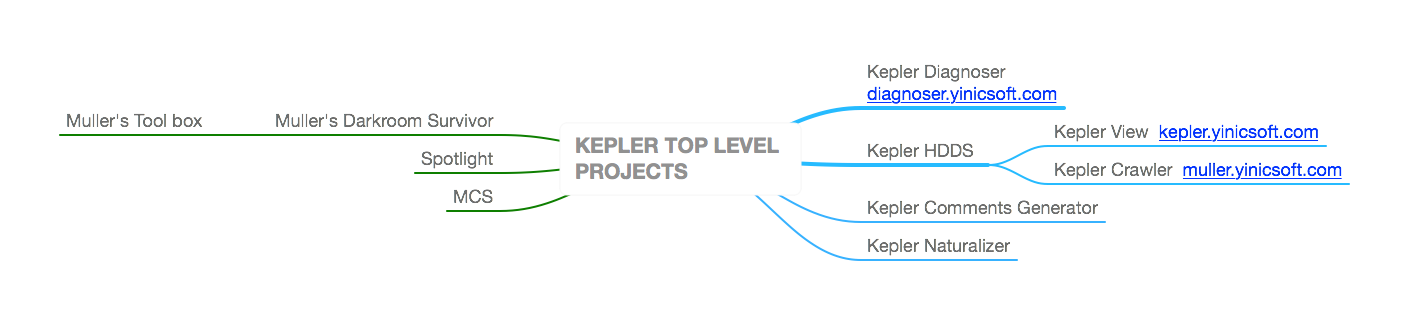 KEPLER TOP LEVEL
PROJECTS
Muller's Darkroom Survivor
Muller's Tool box
Spotlight
MCS
Kepler Diagnoser
diagnoser.yinicsoft.com
Kepler HDDS
Kepler View kepler.yinicsoft.com
Kepler Crawler muller.yinicsoft.com
Kepler Comments Generator
Kepler Naturalizer